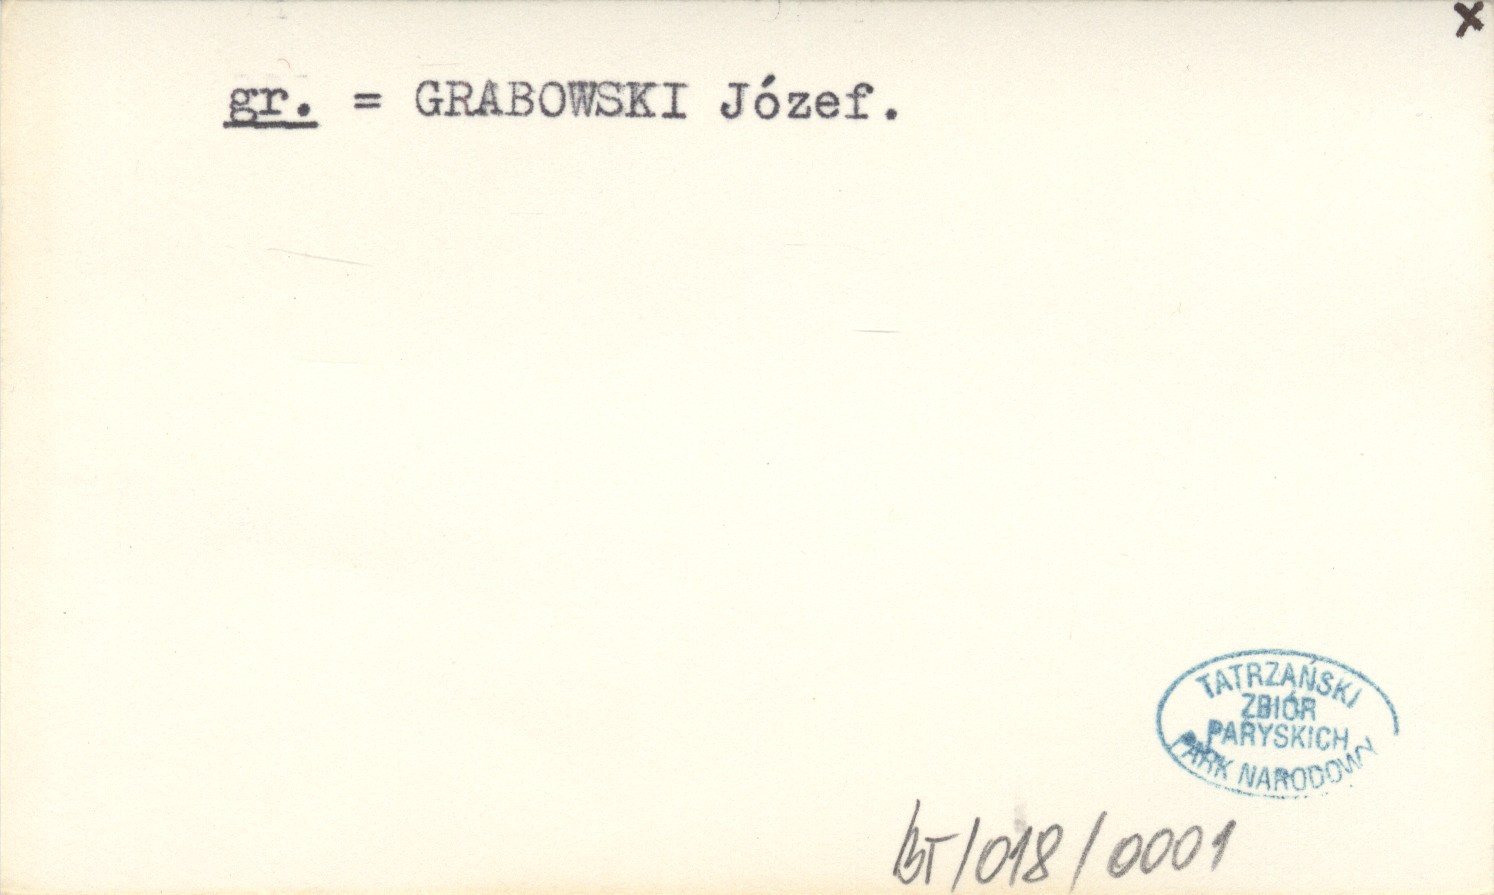 x
gr. = GRABOWSKI Józef.
TATRZAŃSKI
ZBIÓR
PARYSKICH
PARK NARODOWY
BT/018/0001